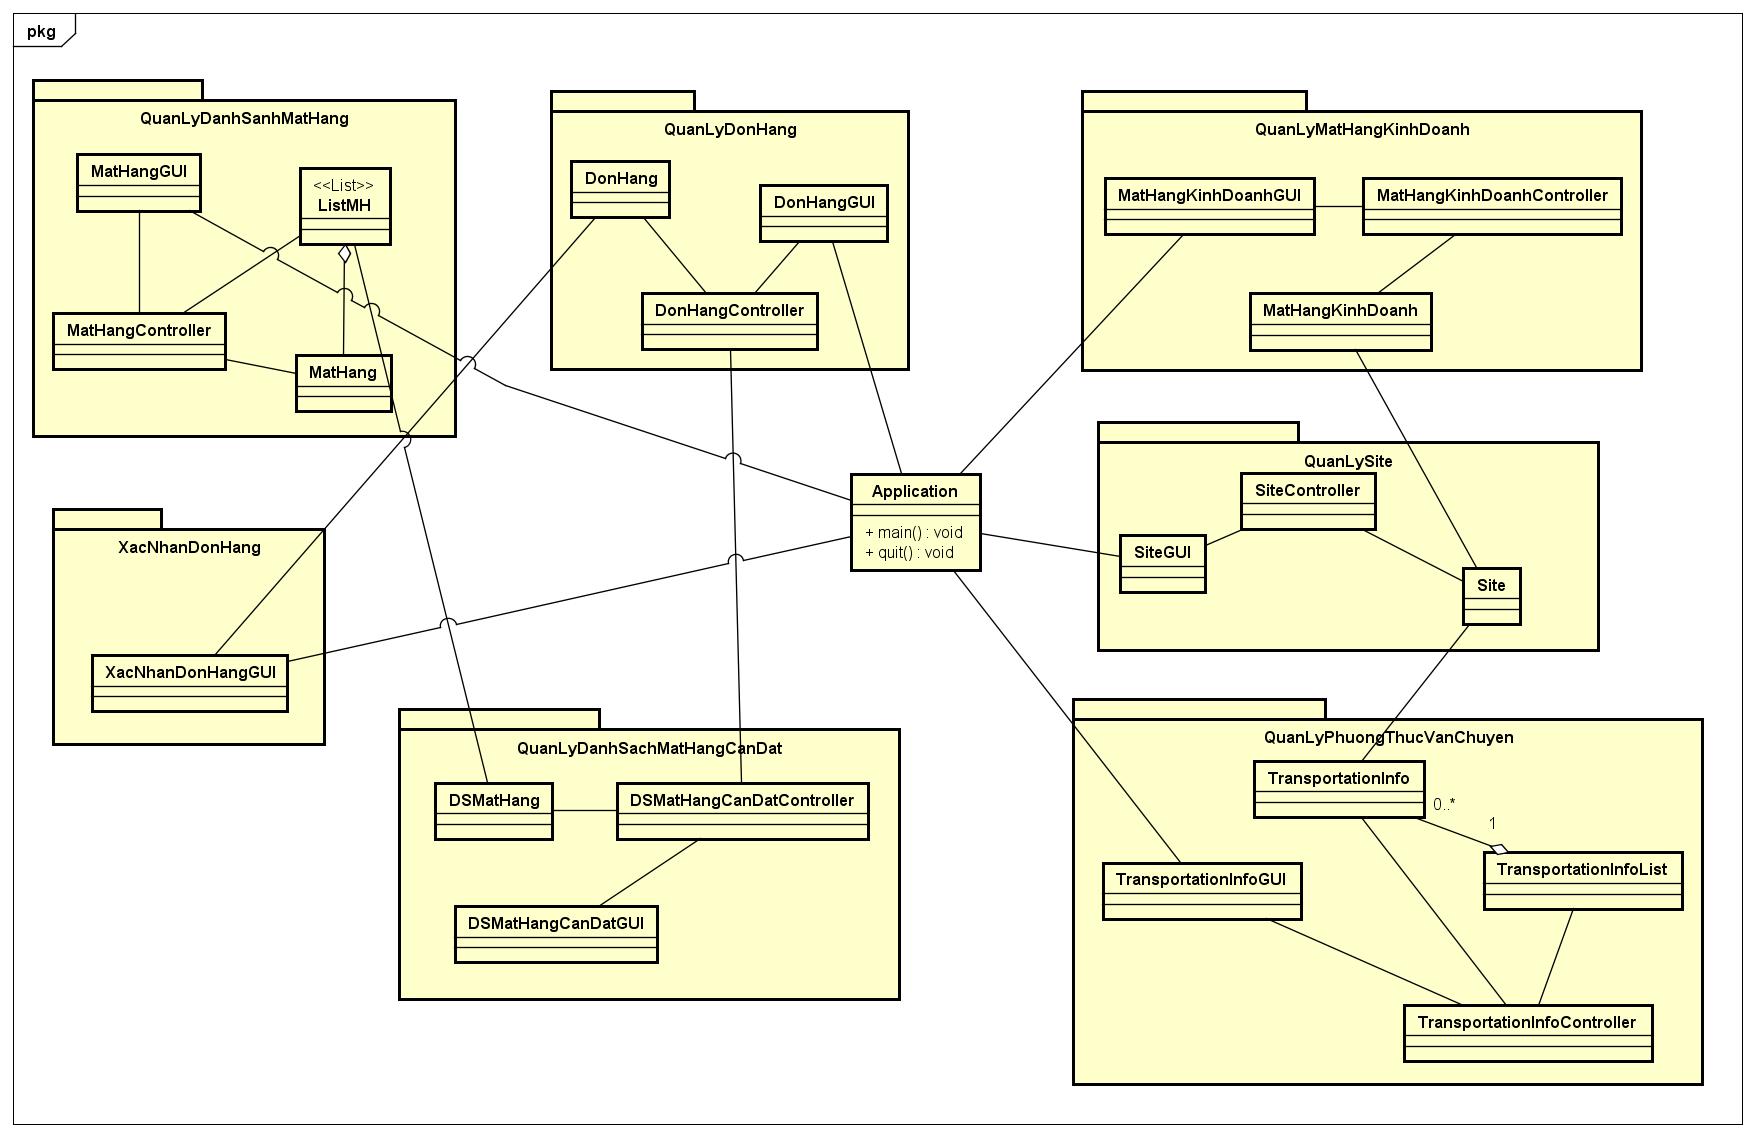 pkg
QuanLyDanhSanhMatHang
MatHangGUI
<<List>>
ListMH
MatHangController
MatHang
QuanLyDonHang
DonHang
DonHangGUI
DonHangController
QuanLyMatHangKinhDoanh
MatHangKinhDoanhGUI
MatHangKinhDoanhController
MatHangKinhDoanh
Application
+ main() : void
+ quit() : void
QuanLySite
SiteController
SiteGUI
Site
XacNhanDonHang
XacNhanDonHangGUI
QuanLyDanhSachMatHangCanDat
DSMatHang
DSMatHangCanDatController
DSMatHangCanDatGUI
QuanLyPhuongThucVanChuyen
TransportationInfo
0..*
1
TransportationInfoGUI
TransportationInfoList
TransportationInfoController